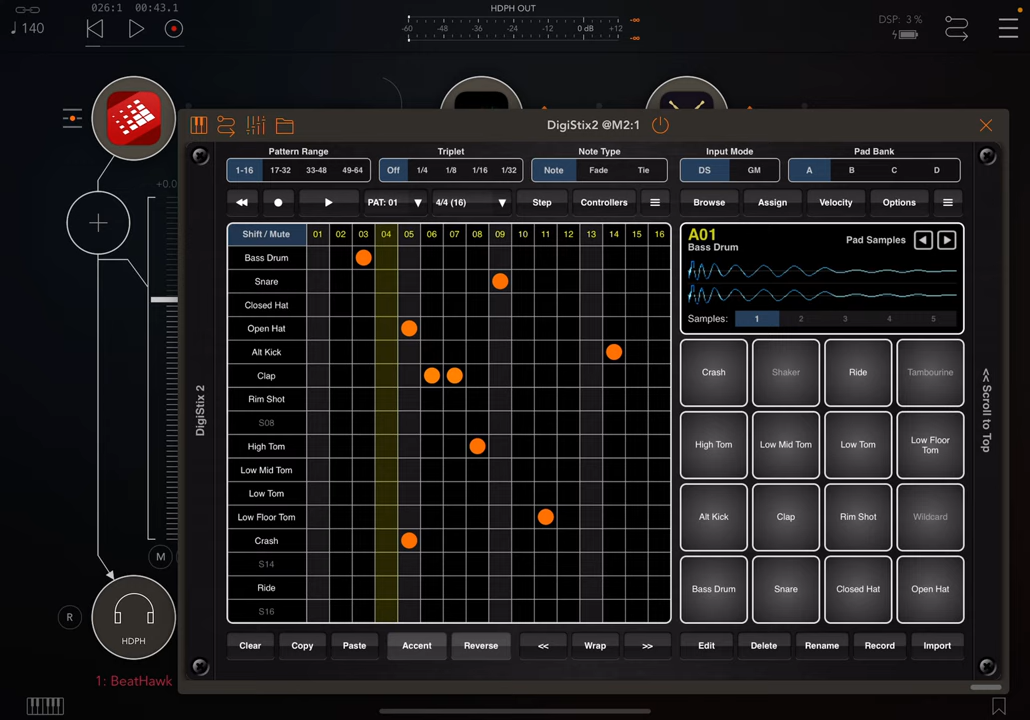 026:1 00:43.1
140
HDPH OUT
-60 -48 -36 -24 -12 0 dB +12
-∞
-∞
DSP: 3 %
DigiStix2 @M2:1
+0.0
Pattern Range Triplet Note Type Input Mode Pad Bank
1-16 17-32 33-48 49-64 Off 1/4 1/8 1/16 1/32 Note Fade Tie DS GM A B C D
PAT: 01 4/4 (16) Step Controllers Browse Assign Velocity Options
Shift / Mute 01 02 03 04 05 06 07 08 09 10 11 12 13 14 15 16
Bass Drum
Snare
Closed Hat
Open Hat
Alt Kick
Clap
Rim Shot
S08
High Tom
Low Mid Tom
Low Tom
Low Floor Tom
Crash
S14
Ride
S16
A01
Bass Drum
Pad Samples
Samples: 1 2 3 4 5
Crash Shaker Ride Tambourine
High Tom Low Mid Tom Low Tom Low Floor
Tom
Alt Kick Clap Rim Shot Wildcard
Bass Drum Snare Closed Hat Open Hat
DigiStix 2
<< Scroll to Top
Clear Copy Paste Accent Reverse << Wrap >> Edit Delete Rename Record Import
M
R
HDPH
1: BeatHawk